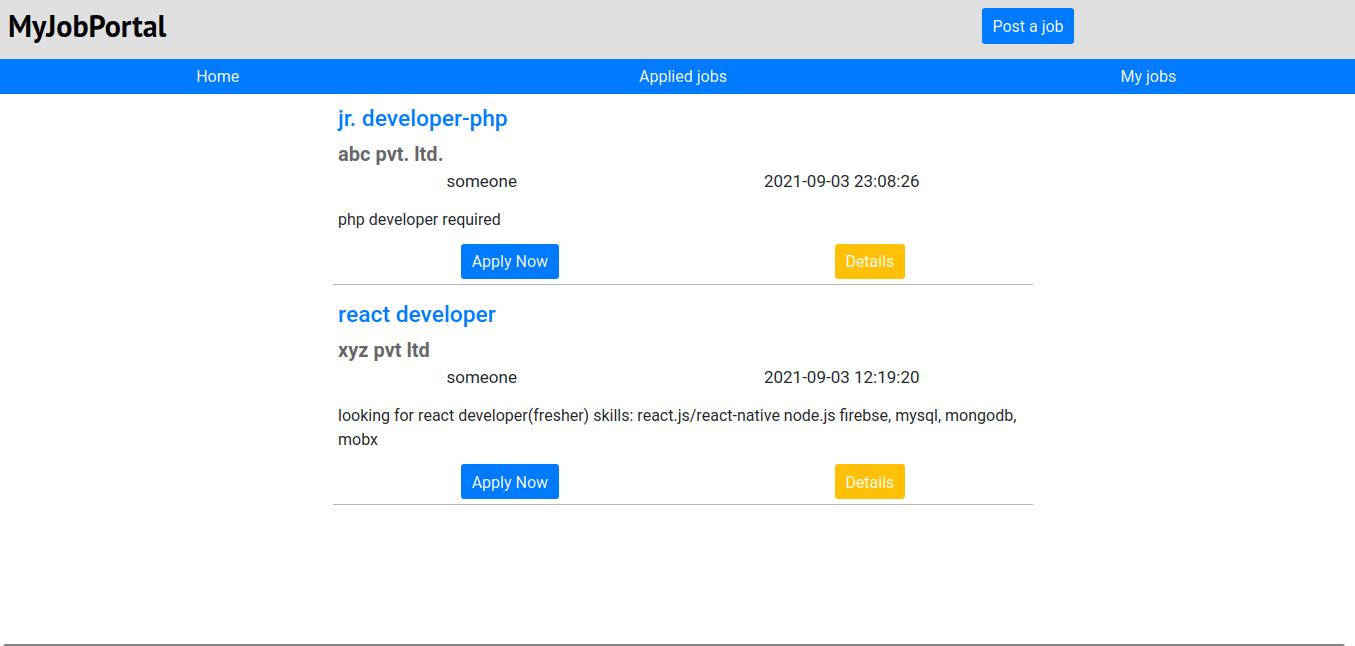 MyJobPortal
Post a job
Home Applied jobs My jobs
jr. developer-php
abc pvt. ltd.
someone 2021-09-03 23:08:26
php developer required
Apply Now Details
react developer
xyz pvt ltd
someone 2021-09-03 12:19:20
looking for react developer(fresher) skills: react.js/react-native node.js firebse, mysql, mongodb,
mobx
Apply Now Details